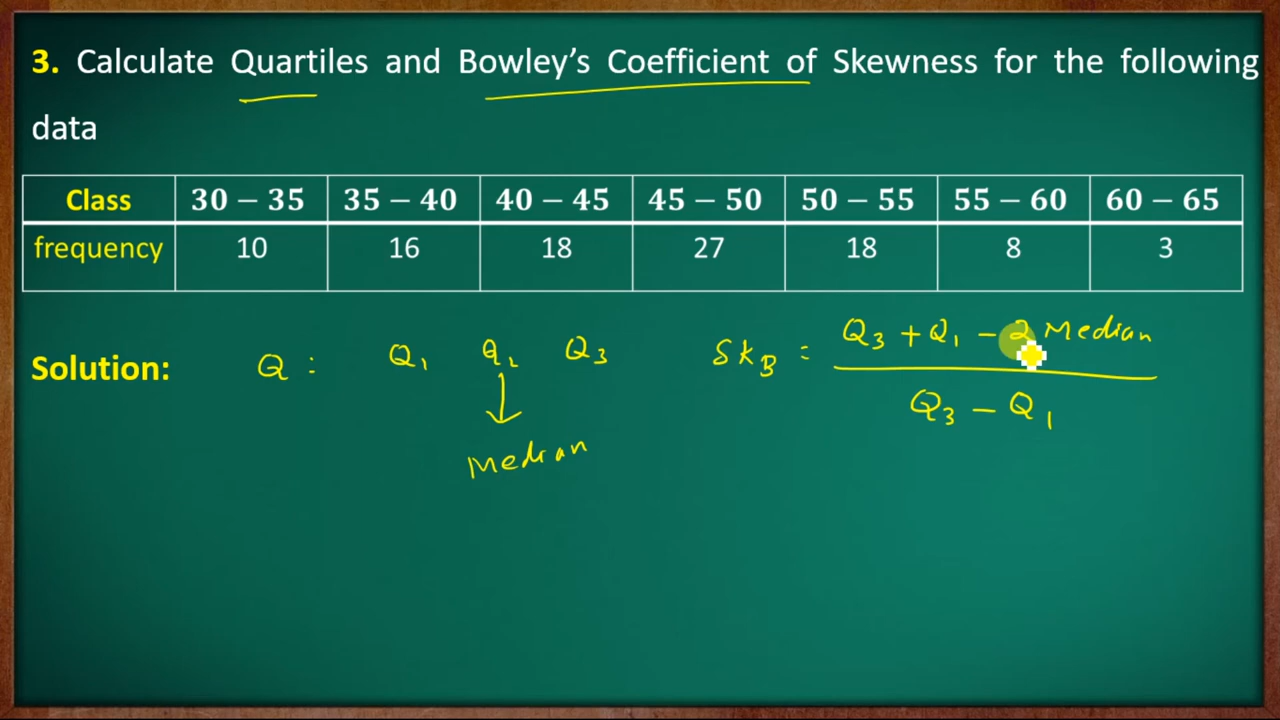 3. Calculate Quartiles and Bowley's Coefficient of Skewness for the following
data
Class 30 – 35 35 – 40 40 – 45 45 – 50 50 – 55 55 – 60 60 – 65
frequency 10 16 18 27 18 8 3
Solution: Q : Q₁ Q₂ Q₃ SkB = Q₃ + Q₁ – 2 Median
Q₃ – Q₁
Median